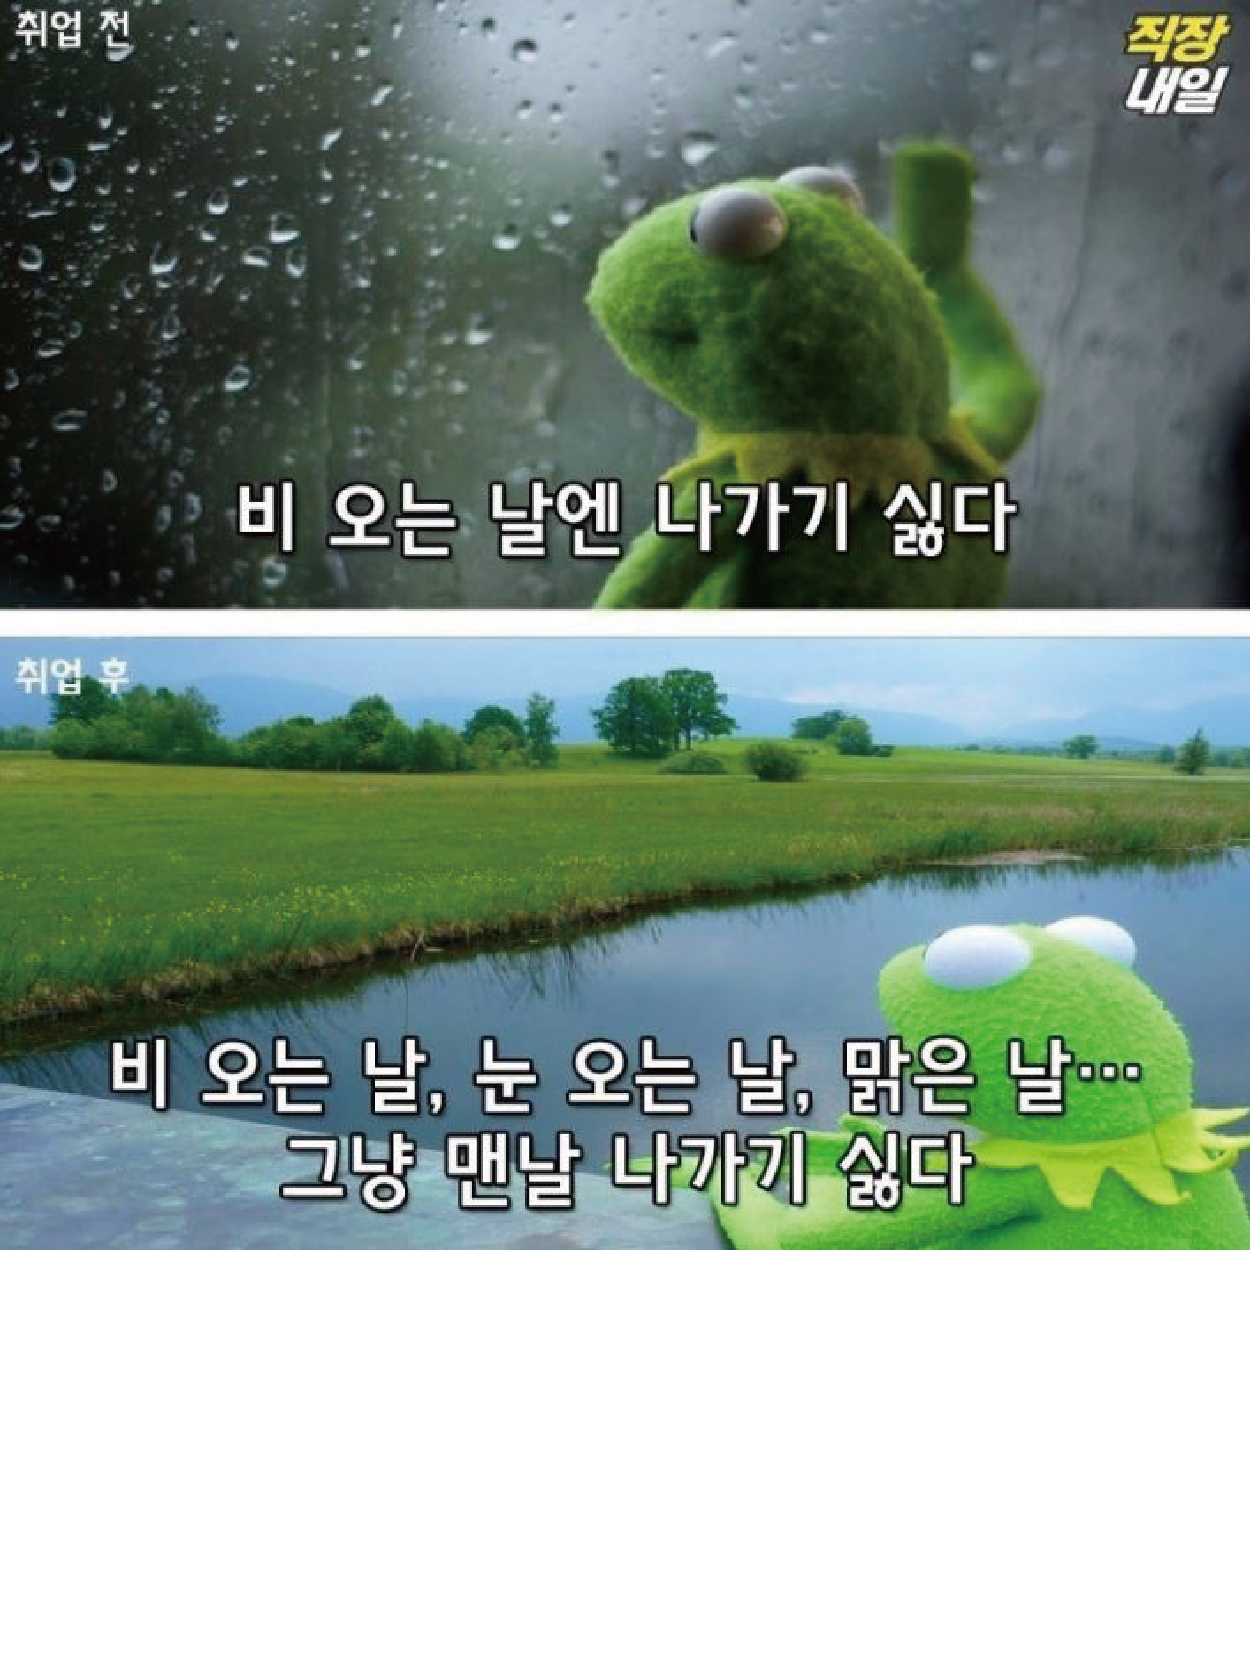 취업 전
직장
내일
비 오는 날엔 나가기 싫다
취업 후
비 오는 날, 눈 오는 날, 맑은 날…
그냥 맨날 나가기 싫다